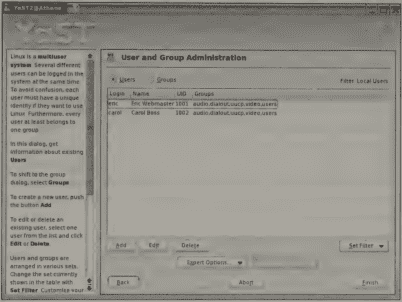 YaST2@Athene
YaST
Linux is a multiuser
system. Several different
users can be logged in the
system at the same time.
To avoid confusion, each
user must have a unique
identity if they want to use
Linux. Furthermore, every
user at least belongs to
one group.
In this dialog, get
information about existing
Users
To shift to the group
dialog, select Groups
To create a new user, push
the button Add
To edit or delete an
existing user, select one
user from the list and click
Edit or Delete.
Users and groups are
arranged in various sets.
Change the set currently
shown in the table with
Set Filter. Customize your
User and Group Administration
Users Groups Filter: Local Users
Login Name UID Groups
eric Eric Webmaster 1001 audio,dialout,uucp,video,users
carol Carol Boss 1002 audio,dialout,uucp,video,users
Add Edit Delete Set Filter
Expert Options...
Back Abort Finish